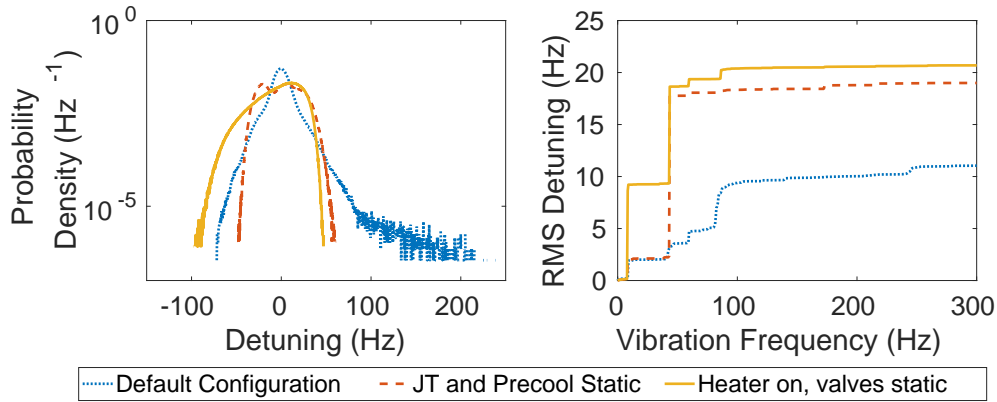 Probability
Density (Hz⁻¹)
10⁰
10⁻⁵
-100 0 100 200
Detuning (Hz)
RMS Detuning (Hz)
25
20
15
10
5
0
0 100 200 300
Vibration Frequency (Hz)
Default Configuration JT and Precool Static Heater on, valves static